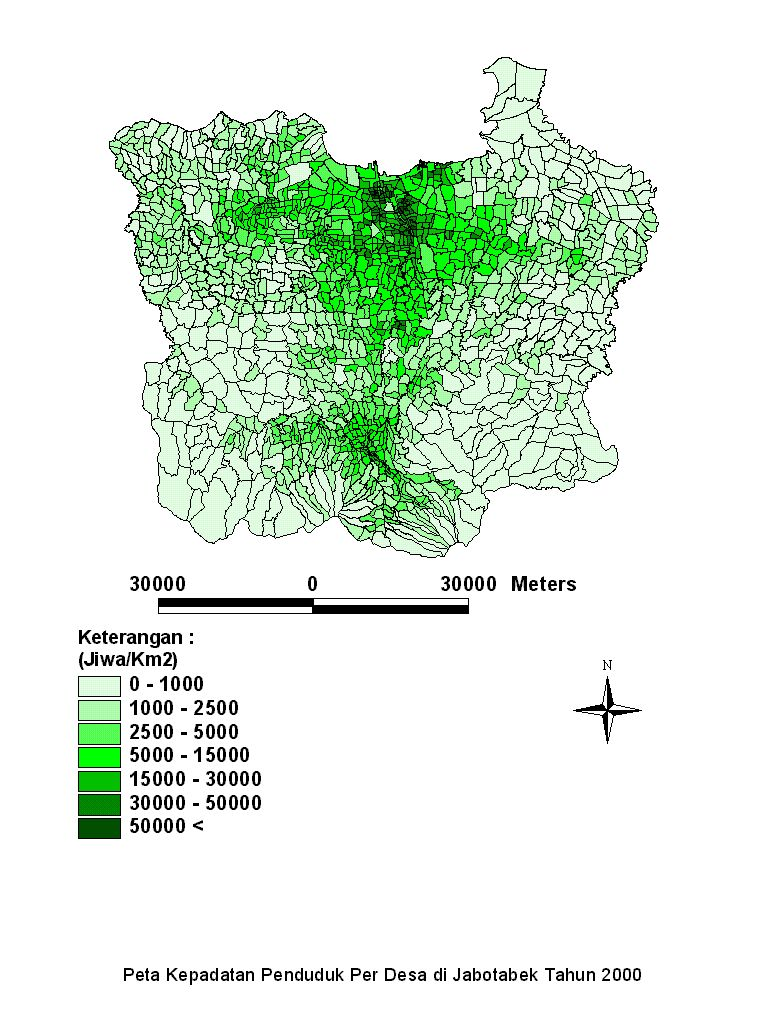 30000 0 30000 Meters
Keterangan :
(Jiwa/Km2)
0 - 1000
1000 - 2500
2500 - 5000
5000 - 15000
15000 - 30000
30000 - 50000
50000 <
N
Peta Kepadatan Penduduk Per Desa di Jabotabek Tahun 2000